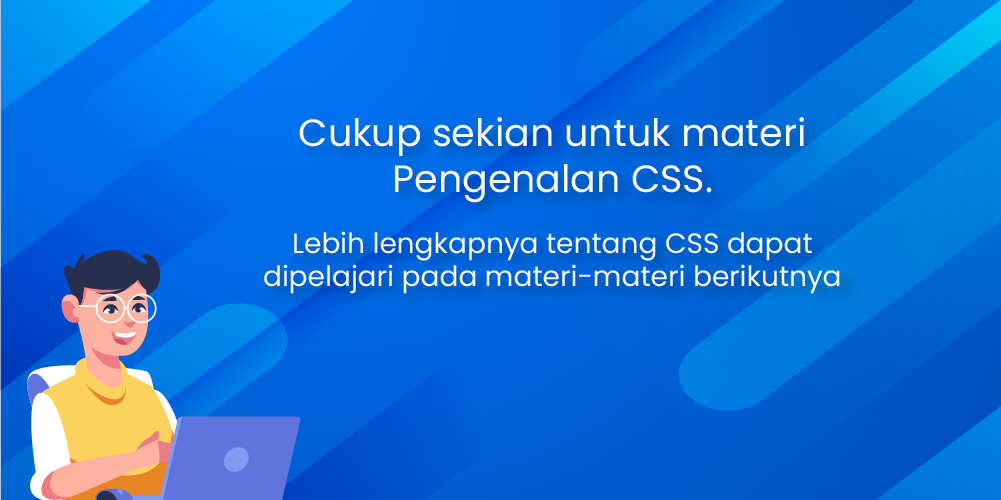 Cukup sekian untuk materi
Pengenalan CSS.
Lebih lengkapnya tentang CSS dapat
dipelajari pada materi-materi berikutnya